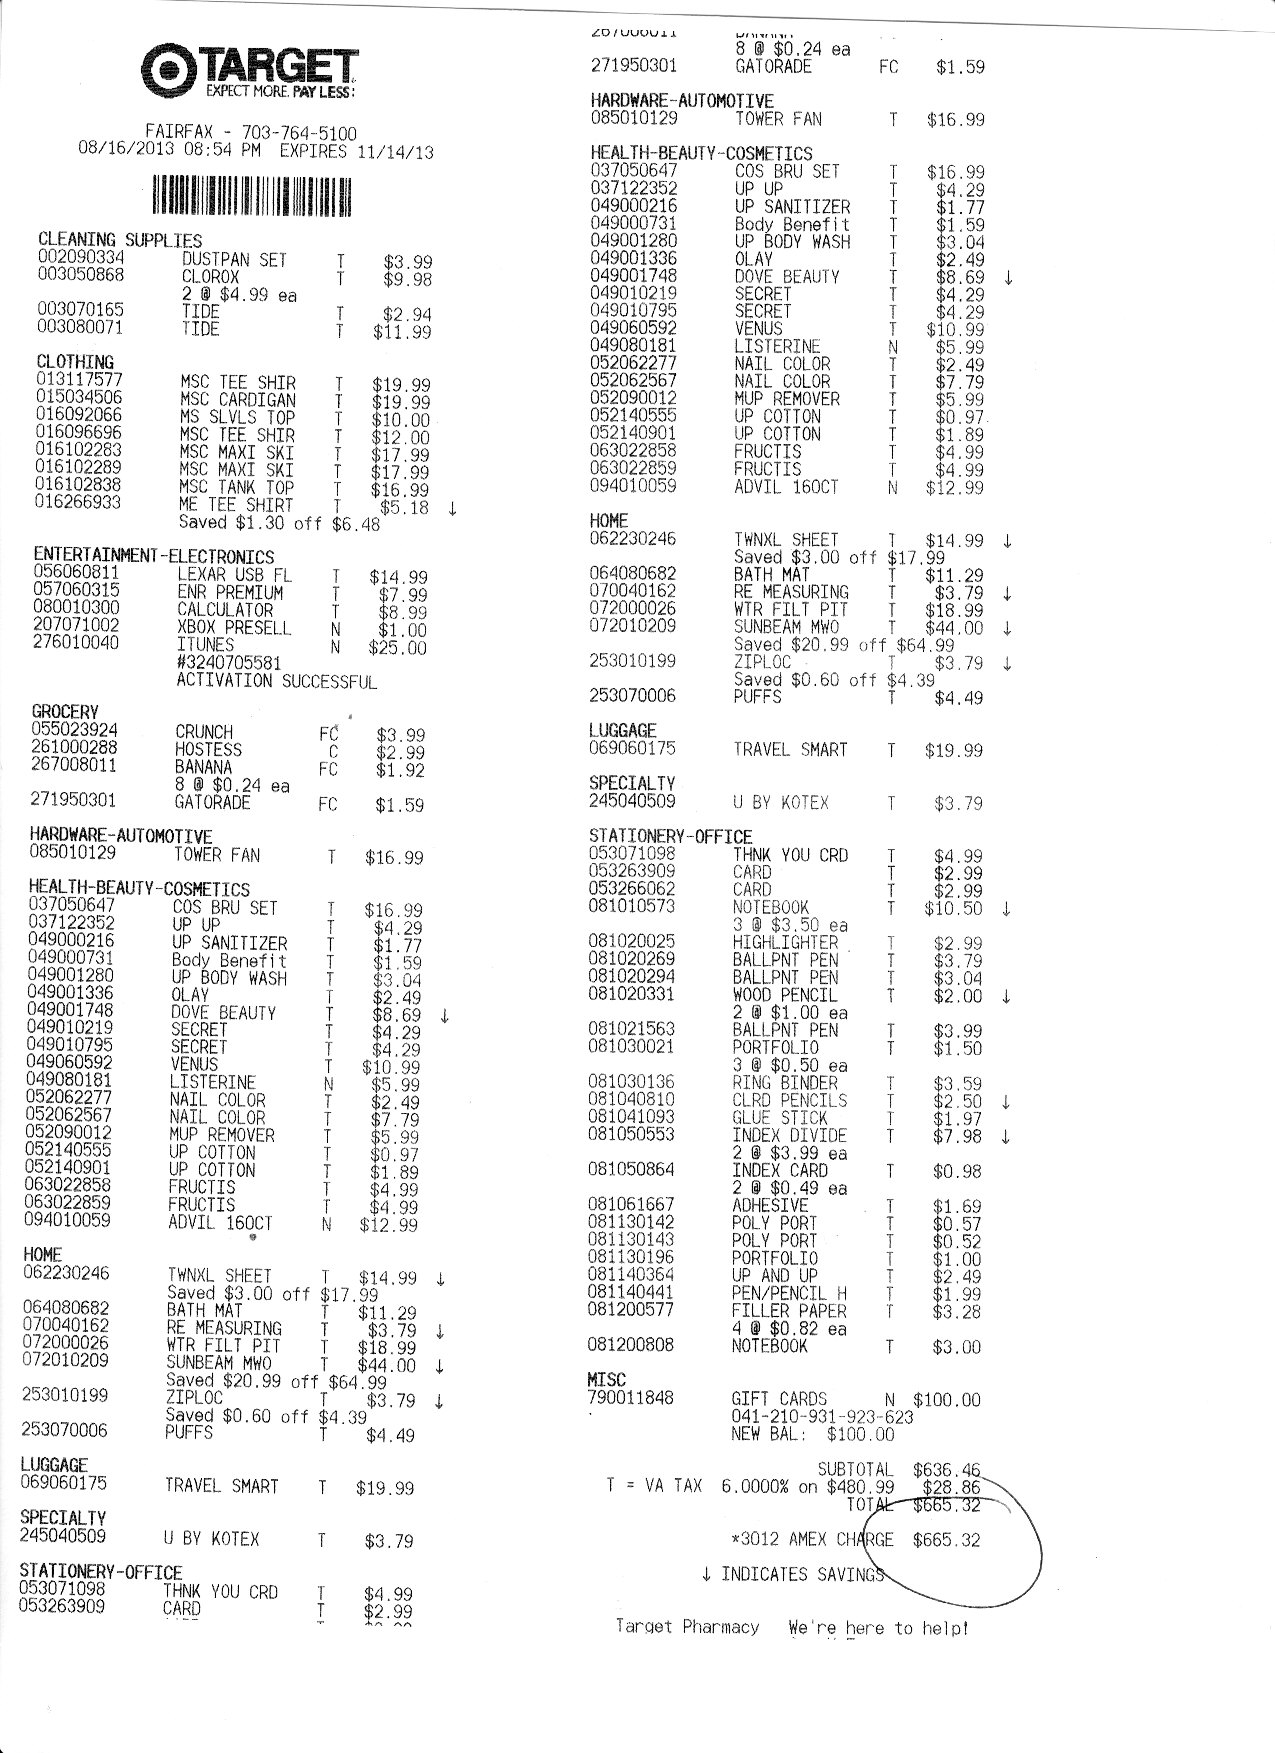 TARGET
EXPECT MORE. PAY LESS.
FAIRFAX - 703-764-5100
08/16/2013 08:54 PM EXPIRES 11/14/13
CLEANING SUPPLIES
002090334 DUSTPAN SET T $3.99
003050868 CLOROX T $9.98
2 @ $4.99 ea
003070165 TIDE T $2.94
003080071 TIDE T $11.99
CLOTHING
013117577 MSC TEE SHIR T $19.99
015034506 MSC CARDIGAN T $19.99
016092066 MS SLVLS TOP T $10.00
016096696 MSC TEE SHIR T $12.00
016102283 MSC MAXI SKI T $17.99
016102289 MSC MAXI SKI T $17.99
016102838 MSC TANK TOP T $16.99
016266933 ME TEE SHIRT T $5.18 ↓
Saved $1.30 off $6.48
ENTERTAINMENT-ELECTRONICS
056060811 LEXAR USB FL T $14.99
057060315 ENR PREMIUM T $7.99
080010300 CALCULATOR T $8.99
207071002 XBOX PRESELL N $1.00
276010040 ITUNES N $25.00
#3240705581
ACTIVATION SUCCESSFUL
GROCERY
055023924 CRUNCH FC $3.99
261000288 HOSTESS C $2.99
267008011 BANANA FC $1.92
8 @ $0.24 ea
271950301 GATORADE FC $1.59
HARDWARE-AUTOMOTIVE
085010129 TOWER FAN T $16.99
HEALTH-BEAUTY-COSMETICS
037050647 COS BRU SET T $16.99
037122352 UP UP T $4.29
049000216 UP SANITIZER T $1.77
049000731 Body Benefit T $1.59
049001280 UP BODY WASH T $3.04
049001336 OLAY T $2.49
049001748 DOVE BEAUTY T $8.69 ↓
049010219 SECRET T $4.29
049010795 SECRET T $4.29
049060592 VENUS T $10.99
049080181 LISTERINE N $5.99
052062277 NAIL COLOR T $2.49
052062567 NAIL COLOR T $7.79
052090012 MUP REMOVER T $5.99
052140555 UP COTTON T $0.97
052140901 UP COTTON T $1.89
063022858 FRUCTIS T $4.99
063022859 FRUCTIS T $4.99
094010059 ADVIL 160CT N $12.99
HOME
062230246 TWNXL SHEET T $14.99 ↓
Saved $3.00 off $17.99
064080682 BATH MAT T $11.29
070040162 RE MEASURING T $3.79 ↓
072000026 WTR FILT PIT T $18.99
072010209 SUNBEAM MWO T $44.00 ↓
Saved $20.99 off $64.99
253010199 ZIPLOC T $3.79 ↓
Saved $0.60 off $4.39
253070006 PUFFS T $4.49
LUGGAGE
069060175 TRAVEL SMART T $19.99
SPECIALTY
245040509 U BY KOTEX T $3.79
STATIONERY-OFFICE
053071098 THNK YOU CRD T $4.99
053263909 CARD T $2.99
8 @ $0.24 ea
271950301 GATORADE FC $1.59
HARDWARE-AUTOMOTIVE
085010129 TOWER FAN T $16.99
HEALTH-BEAUTY-COSMETICS
037050647 COS BRU SET T $16.99
037122352 UP UP T $4.29
049000216 UP SANITIZER T $1.77
049000731 Body Benefit T $1.59
049001280 UP BODY WASH T $3.04
049001336 OLAY T $2.49
049001748 DOVE BEAUTY T $8.69 ↓
049010219 SECRET T $4.29
049010795 SECRET T $4.29
049060592 VENUS T $10.99
049080181 LISTERINE N $5.99
052062277 NAIL COLOR T $2.49
052062567 NAIL COLOR T $7.79
052090012 MUP REMOVER T $5.99
052140555 UP COTTON T $0.97
052140901 UP COTTON T $1.89
063022858 FRUCTIS T $4.99
063022859 FRUCTIS T $4.99
094010059 ADVIL 160CT N $12.99
HOME
062230246 TWNXL SHEET T $14.99 ↓
Saved $3.00 off $17.99
064080682 BATH MAT T $11.29
070040162 RE MEASURING T $3.79 ↓
072000026 WTR FILT PIT T $18.99
072010209 SUNBEAM MWO T $44.00 ↓
Saved $20.99 off $64.99
253010199 ZIPLOC T $3.79 ↓
Saved $0.60 off $4.39
253070006 PUFFS T $4.49
LUGGAGE
069060175 TRAVEL SMART T $19.99
SPECIALTY
245040509 U BY KOTEX T $3.79
STATIONERY-OFFICE
053071098 THNK YOU CRD T $4.99
053263909 CARD T $2.99
053266062 CARD T $2.99
081010573 NOTEBOOK T $10.50 ↓
3 @ $3.50 ea
081020025 HIGHLIGHTER T $2.99
081020269 BALLPNT PEN T $3.79
081020294 BALLPNT PEN T $3.04
081020331 WOOD PENCIL T $2.00 ↓
2 @ $1.00 ea
081021563 BALLPNT PEN T $3.99
081030021 PORTFOLIO T $1.50
3 @ $0.50 ea
081030136 RING BINDER T $3.59
081040810 CLRD PENCILS T $2.50 ↓
081041093 GLUE STICK T $1.97
081050553 INDEX DIVIDE T $7.98 ↓
2 @ $3.99 ea
081050864 INDEX CARD T $0.98
2 @ $0.49 ea
081061667 ADHESIVE T $1.69
081130142 POLY PORT T $0.57
081130143 POLY PORT T $0.52
081130196 PORTFOLIO T $1.00
081140364 UP AND UP T $2.49
081140441 PEN/PENCIL H T $1.99
081200577 FILLER PAPER T $3.28
4 @ $0.82 ea
081200808 NOTEBOOK T $3.00
MISC
790011848 GIFT CARDS N $100.00
041-210-931-923-623
NEW BAL: $100.00
SUBTOTAL $636.46
T = VA TAX 6.0000% on $480.99 $28.86
TOTAL $665.32
*3012 AMEX CHARGE $665.32
↓ INDICATES SAVINGS
Target Pharmacy We're here to help!